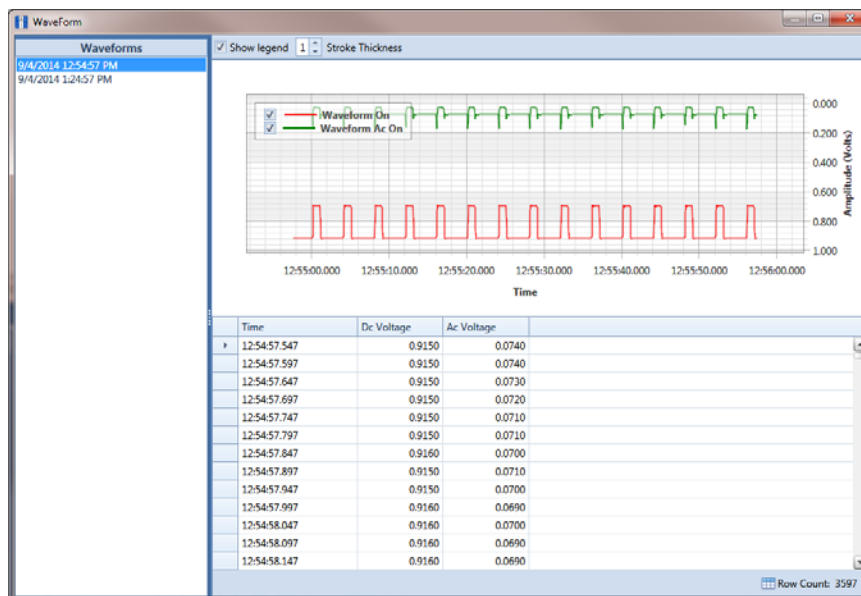 WaveForm
Waveforms
9/4/2014 12:54:57 PM
9/4/2014 1:24:57 PM
Show legend 1 Stroke Thickness
Waveform On
Waveform Ac On
0.000
0.200
0.400
0.600
0.800
1.000
Amplitude (Volts)
12:55:00.000 12:55:10.000 12:55:20.000 12:55:30.000 12:55:40.000 12:55:50.000 12:56:00.000
Time
Time Dc Voltage Ac Voltage
12:54:57.547 0.9150 0.0740
12:54:57.597 0.9150 0.0740
12:54:57.647 0.9150 0.0730
12:54:57.697 0.9150 0.0720
12:54:57.747 0.9150 0.0710
12:54:57.797 0.9150 0.0710
12:54:57.847 0.9160 0.0700
12:54:57.897 0.9150 0.0710
12:54:57.947 0.9150 0.0700
12:54:57.997 0.9160 0.0690
12:54:58.047 0.9160 0.0700
12:54:58.097 0.9160 0.0690
12:54:58.147 0.9160 0.0690
Row Count: 3597